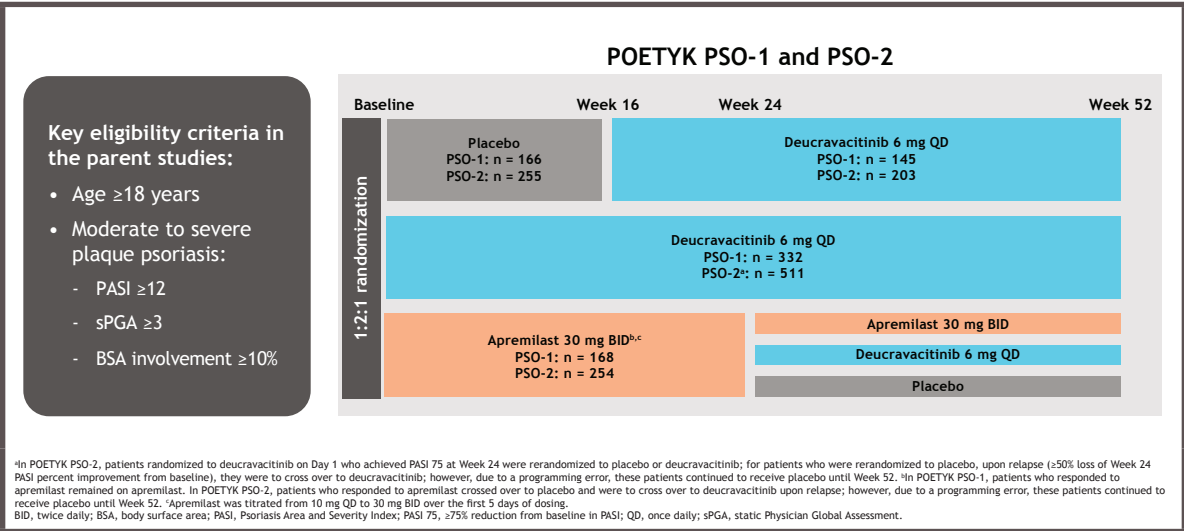 POETYK PSO-1 and PSO-2
Key eligibility criteria in
the parent studies:
• Age ≥18 years
• Moderate to severe
plaque psoriasis:
- PASI ≥12
- sPGA ≥3
- BSA involvement ≥10%
Baseline
Week 16
Week 24
Week 52
1:2:1 randomization
Placebo
PSO-1: n = 166
PSO-2: n = 255
Deucravacitinib 6 mg QD
PSO-1: n = 145
PSO-2: n = 203
Deucravacitinib 6 mg QD
PSO-1: n = 332
PSO-2ᵃ: n = 511
Apremilast 30 mg BIDᵇ,ᶜ
PSO-1: n = 168
PSO-2: n = 254
Apremilast 30 mg BID
Deucravacitinib 6 mg QD
Placebo
ᵃIn POETYK PSO-2, patients randomized to deucravacitinib on Day 1 who achieved PASI 75 at Week 24 were rerandomized to placebo or deucravacitinib; for patients who were rerandomized to placebo, upon relapse (≥50% loss of Week 24
PASI percent improvement from baseline), they were to cross over to deucravacitinib; however, due to a programming error, these patients continued to receive placebo until Week 52. ᵇIn POETYK PSO-1, patients who responded to
apremilast remained on apremilast. In POETYK PSO-2, patients who responded to apremilast crossed over to placebo and were to cross over to deucravacitinib upon relapse; however, due to a programming error, these patients continued to
receive placebo until Week 52. ᶜApremilast was titrated from 10 mg QD to 30 mg BID over the first 5 days of dosing.
BID, twice daily; BSA, body surface area; PASI, Psoriasis Area and Severity Index; PASI 75, ≥75% reduction from baseline in PASI; QD, once daily; sPGA, static Physician Global Assessment.